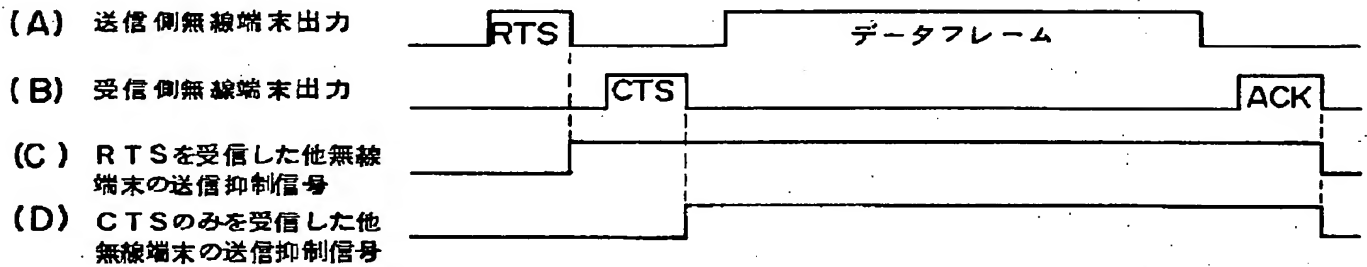 (A) 送信側無線端末出力
RTS
データフレーム
(B) 受信側無線端末出力
CTS
ACK
(C) RTSを受信した他無線
端末の送信抑制信号
(D) CTSのみを受信した他
無線端末の送信抑制信号